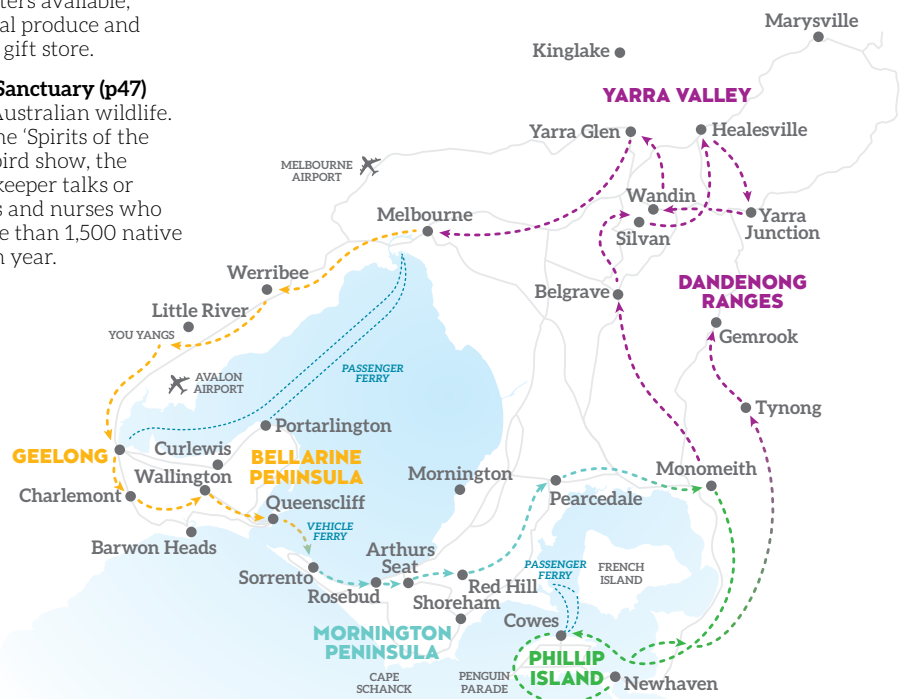 ters available,
al produce and
gift store.
Sanctuary (p47)
Australian wildlife.
ne ‘Spirits of the
bird show, the
keeper talks or
s and nurses who
e than 1,500 native
n year.
Marysville
Kinglake
YARRA VALLEY
Yarra Glen
Healesville
MELBOURNE
AIRPORT
Wandin
Melbourne
Yarra
Junction
Silvan
Werribee
DANDENONG
RANGES
Belgrave
Little River
YOU YANGS
Gemrook
PASSENGER
FERRY
AVALON
AIRPORT
Tynong
Portarlington
GEELONG
Curlewis
BELLARINE
PENINSULA
Wallington
Mornington
Monomeith
Charlemont
Pearcedale
Queenscliff
VEHICLE
FERRY
Barwon Heads
Arthurs
Seat
PASSENGER
FERRY
FRENCH
ISLAND
Sorrento
Rosebud
Red Hill
Shoreham
Cowes
MORNINGTON
PENINSULA
PHILLIP
ISLAND
CAPE
SCHANCK
PENGUIN
PARADE
Newhaven